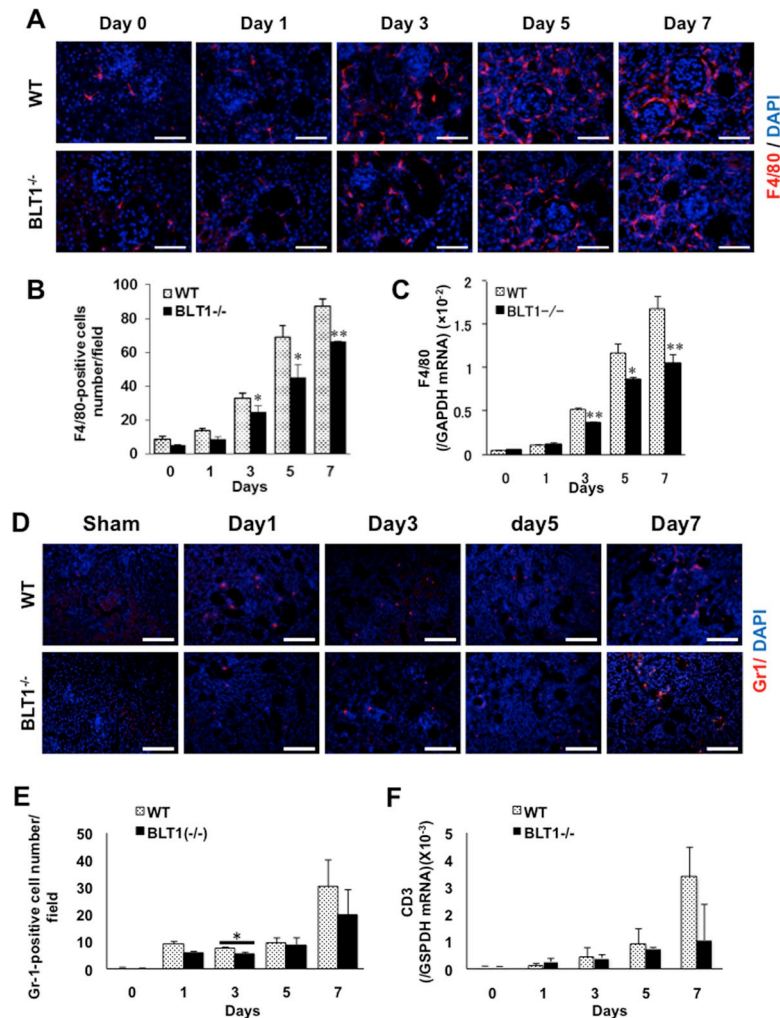 A
Day 0 Day 1 Day 3 Day 5 Day 7
WT
BLT1-/-
F4/80 / DAPI
B
F4/80-positive cells
number/field
100
80
60
40
20
0
WT
BLT1-/-
*
*
**
0 1 3 5 7
Days
C
F4/80
(/GAPDH mRNA) (×10-2)
2
1.5
1
0.5
0
WT
BLT1-/-
**
*
**
0 1 3 5 7
Days
D
Sham Day1 Day3 day5 Day7
WT
BLT1-/-
Gr1/ DAPI
E
Gr-1-positive cell number/
field
50
40
30
20
10
0
WT
BLT1(-/-)
*
0 1 3 5 7
Days
F
CD3
(/GSPDH mRNA)(X10-3)
5
4
3
2
1
0
WT
BLT1-/-
0 1 3 5 7
Days